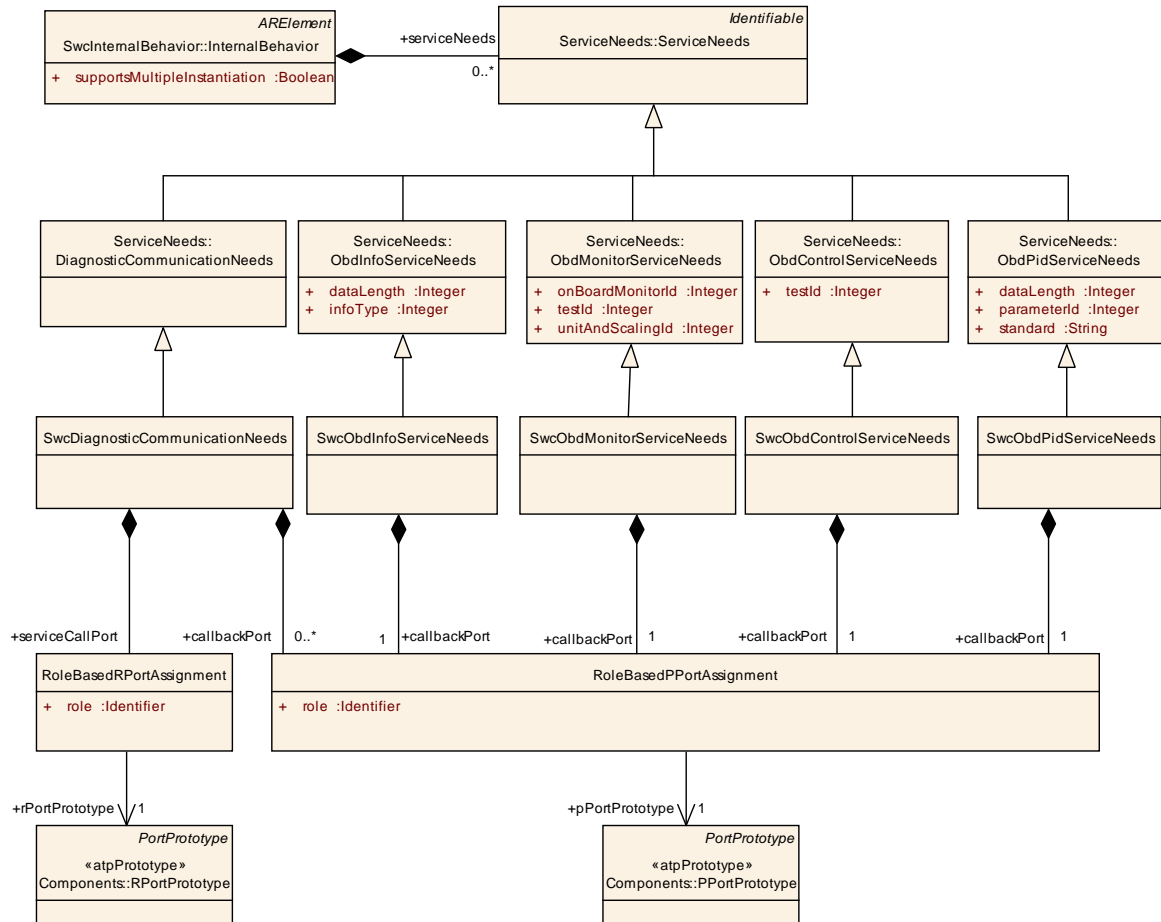 ARElement
SwcInternalBehavior::InternalBehavior
+ supportsMultipleInstantiation :Boolean
+serviceNeeds
0..*
Identifiable
ServiceNeeds::ServiceNeeds
ServiceNeeds::
DiagnosticCommunicationNeeds
ServiceNeeds::
ObdInfoServiceNeeds
+ dataLength :Integer
+ infoType :Integer
ServiceNeeds::
ObdMonitorServiceNeeds
+ onBoardMonitorId :Integer
+ testId :Integer
+ unitAndScalingId :Integer
ServiceNeeds::
ObdControlServiceNeeds
+ testId :Integer
ServiceNeeds::
ObdPidServiceNeeds
+ dataLength :Integer
+ parameterId :Integer
+ standard :String
SwcDiagnosticCommunicationNeeds
SwcObdInfoServiceNeeds
SwcObdMonitorServiceNeeds
SwcObdControlServiceNeeds
SwcObdPidServiceNeeds
+serviceCallPort
+callbackPort
0..*
1
+callbackPort
+callbackPort
1
+callbackPort
1
+callbackPort
1
RoleBasedRPortAssignment
+ role :Identifier
RoleBasedPPortAssignment
+ role :Identifier
+rPortPrototype
1
+pPortPrototype
1
PortPrototype
«atpPrototype»
Components::RPortPrototype
PortPrototype
«atpPrototype»
Components::PPortPrototype